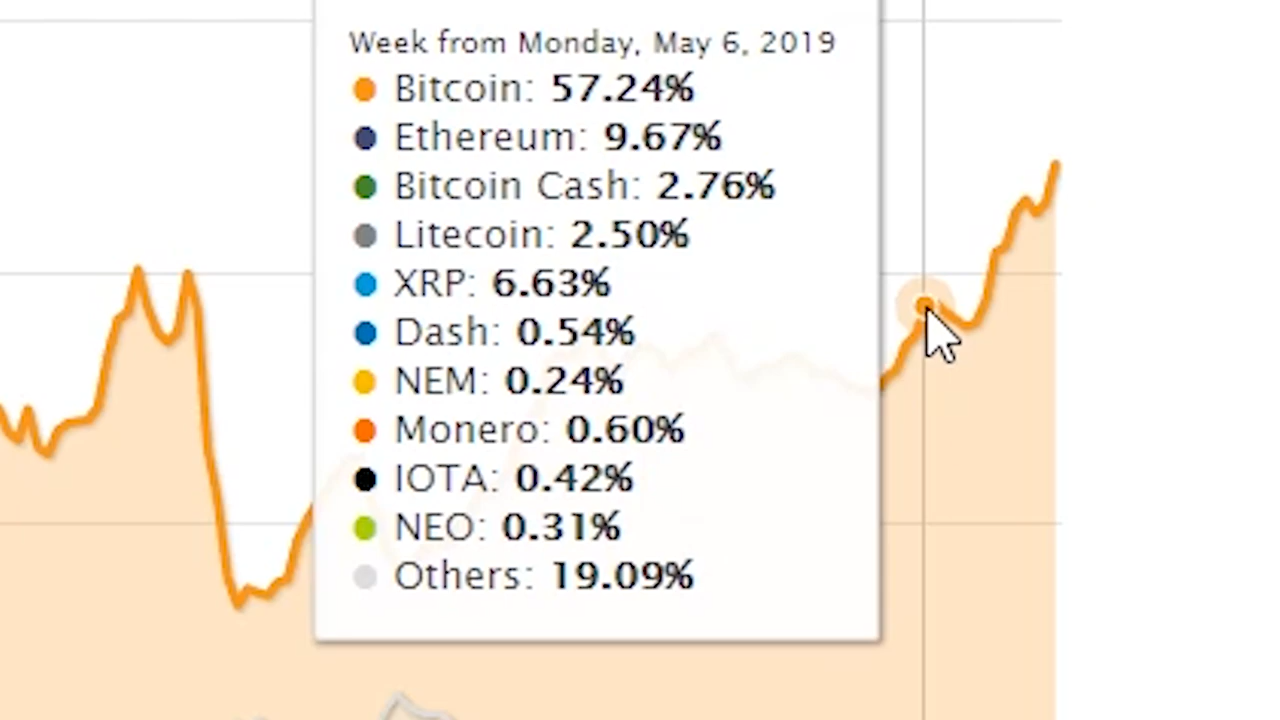 Week from Monday, May 6, 2019
Bitcoin: 57.24%
Ethereum: 9.67%
Bitcoin Cash: 2.76%
Litecoin: 2.50%
XRP: 6.63%
Dash: 0.54%
NEM: 0.24%
Monero: 0.60%
IOTA: 0.42%
NEO: 0.31%
Others: 19.09%